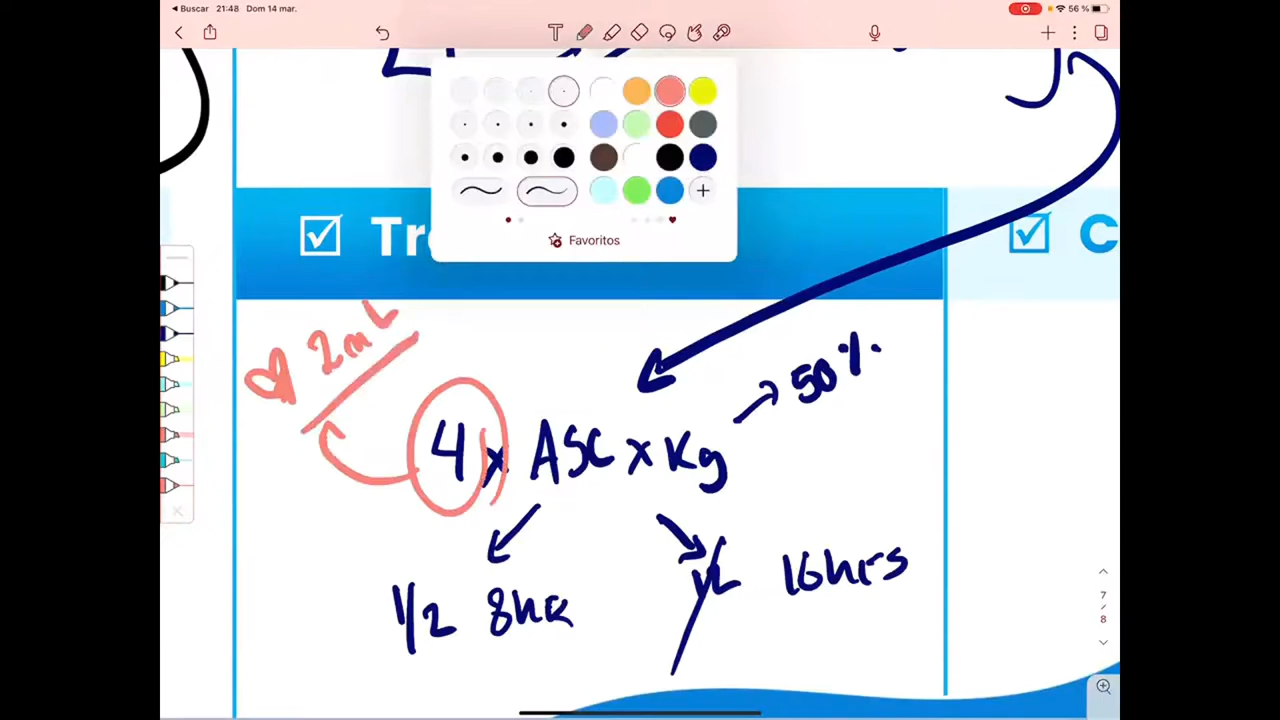 Buscar 21:48 Dom 14 mar. 56 %
Favoritos
Tr
C
2mL
50%
4 x ASC x Kg
1/2 8hrs
1/2 16hrs
7
/
8